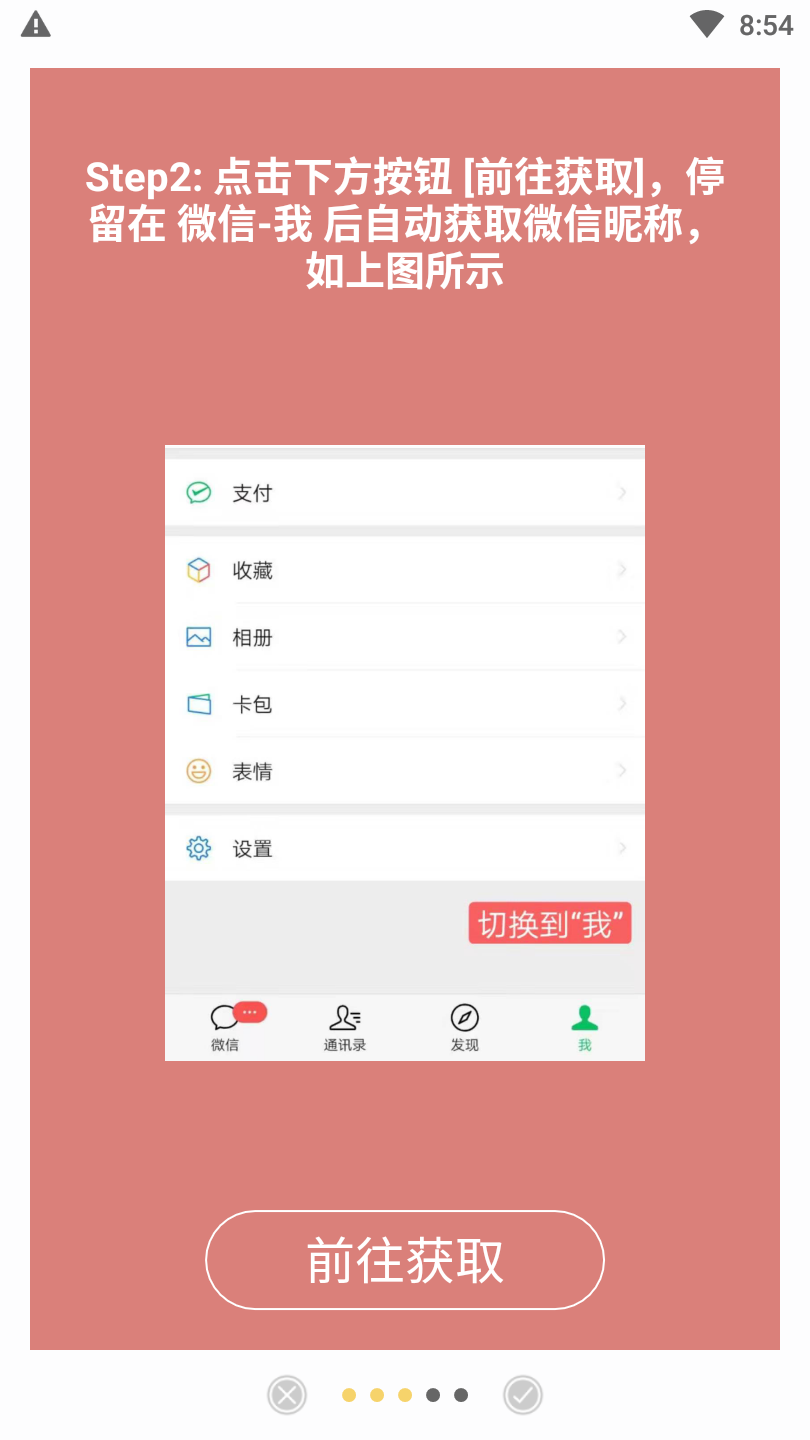 8:54
Step2: 点击下方按钮 [前往获取]，停
留在 微信-我 后自动获取微信昵称，
如上图所示
支付
收藏
相册
卡包
表情
设置
切换到“我”
微信 通讯录 发现 我
前往获取